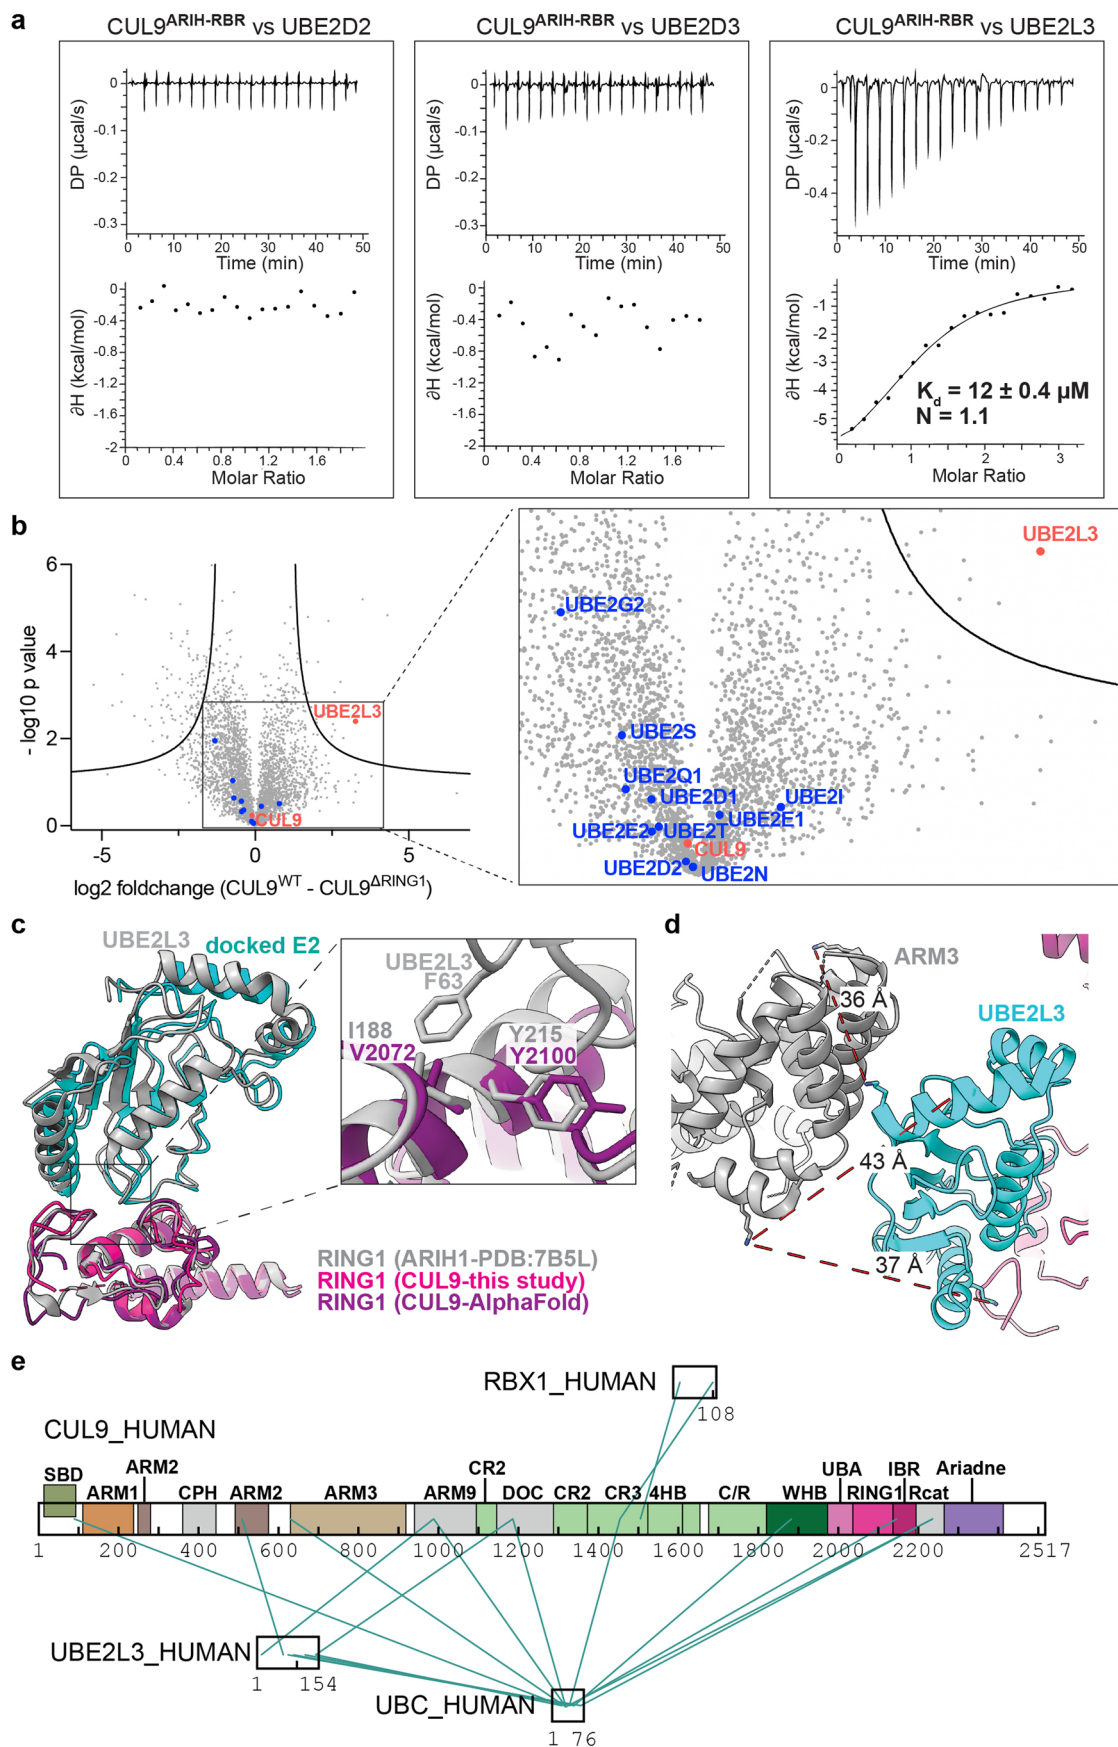 a
CUL9ARIH-RBR vs UBE2D2
CUL9ARIH-RBR vs UBE2D3
CUL9ARIH-RBR vs UBE2L3
DP (µcal/s)
0
-0.1
-0.2
-0.3
0 10 20 30 40 50
Time (min)
∂H (kcal/mol)
0
-0.4
-0.8
-1.2
-1.6
-2
0 0.4 0.8 1.2 1.6
Molar Ratio
DP (µcal/s)
0
-0.1
-0.2
-0.3
0 10 20 30 40 50
Time (min)
∂H (kcal/mol)
0
-0.4
-0.8
-1.2
-1.6
-2
0 0.4 0.8 1.2 1.6
Molar Ratio
DP (µcal/s)
0
-0.2
-0.4
0 10 20 30 40 50
Time (min)
∂H (kcal/mol)
-1
-2
-3
-4
-5
Kd = 12 ± 0.4 µM
N = 1.1
0 1 2 3
Molar Ratio
b
- log10 p value
6
4
2
0
UBE2L3
CUL9
-5 0 5
log2 foldchange (CUL9WT - CUL9ΔRING1)
UBE2L3
UBE2G2
UBE2S
UBE2Q1
UBE2D1
UBE2I
UBE2E1
UBE2E2
UBE2T
CUL9
UBE2D2
UBE2N
c
UBE2L3
docked E2
UBE2L3
F63
I188
V2072
Y215
Y2100
RING1 (ARIH1-PDB:7B5L)
RING1 (CUL9-this study)
RING1 (CUL9-AlphaFold)
d
ARM3
36 Å
UBE2L3
43 Å
37 Å
e
RBX1_HUMAN
108
CUL9_HUMAN
SBD
ARM1
ARM2
CPH
ARM2
ARM3
ARM9
CR2
DOC
CR2
CR3
4HB
C/R
WHB
UBA
RING1
IBR
Rcat
Ariadne
1 200 400 600 800 1000 1200 1400 1600 1800 2000 2200 2517
UBE2L3_HUMAN
1 154
UBC_HUMAN
1 76